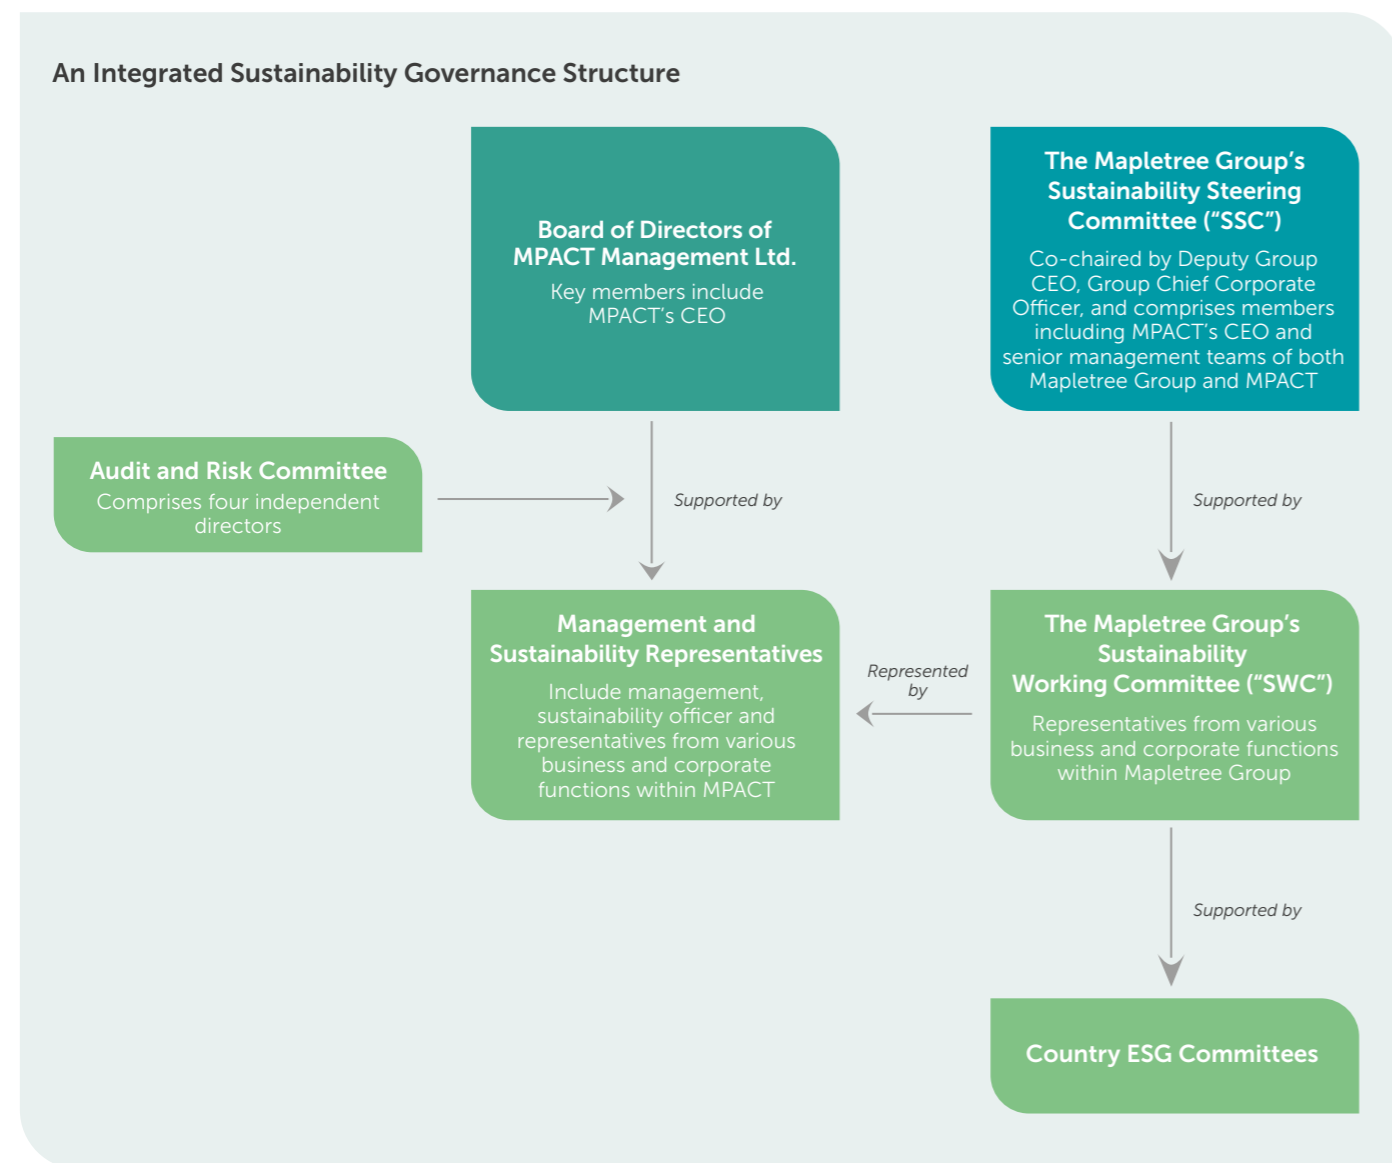 An Integrated Sustainability Governance Structure
Board of Directors of
MPACT Management Ltd.
Key members include
MPACT’s CEO
The Mapletree Group’s
Sustainability Steering
Committee (“SSC”)
Co-chaired by Deputy Group
CEO, Group Chief Corporate
Officer, and comprises members
including MPACT’s CEO and
senior management teams of both
Mapletree Group and MPACT
Audit and Risk Committee
Comprises four independent
directors
Supported by
Supported by
Management and
Sustainability Representatives
Include management,
sustainability officer and
representatives from various
business and corporate
functions within MPACT
Represented
by
The Mapletree Group’s
Sustainability
Working Committee (“SWC”)
Representatives from various
business and corporate functions
within Mapletree Group
Supported by
Country ESG Committees